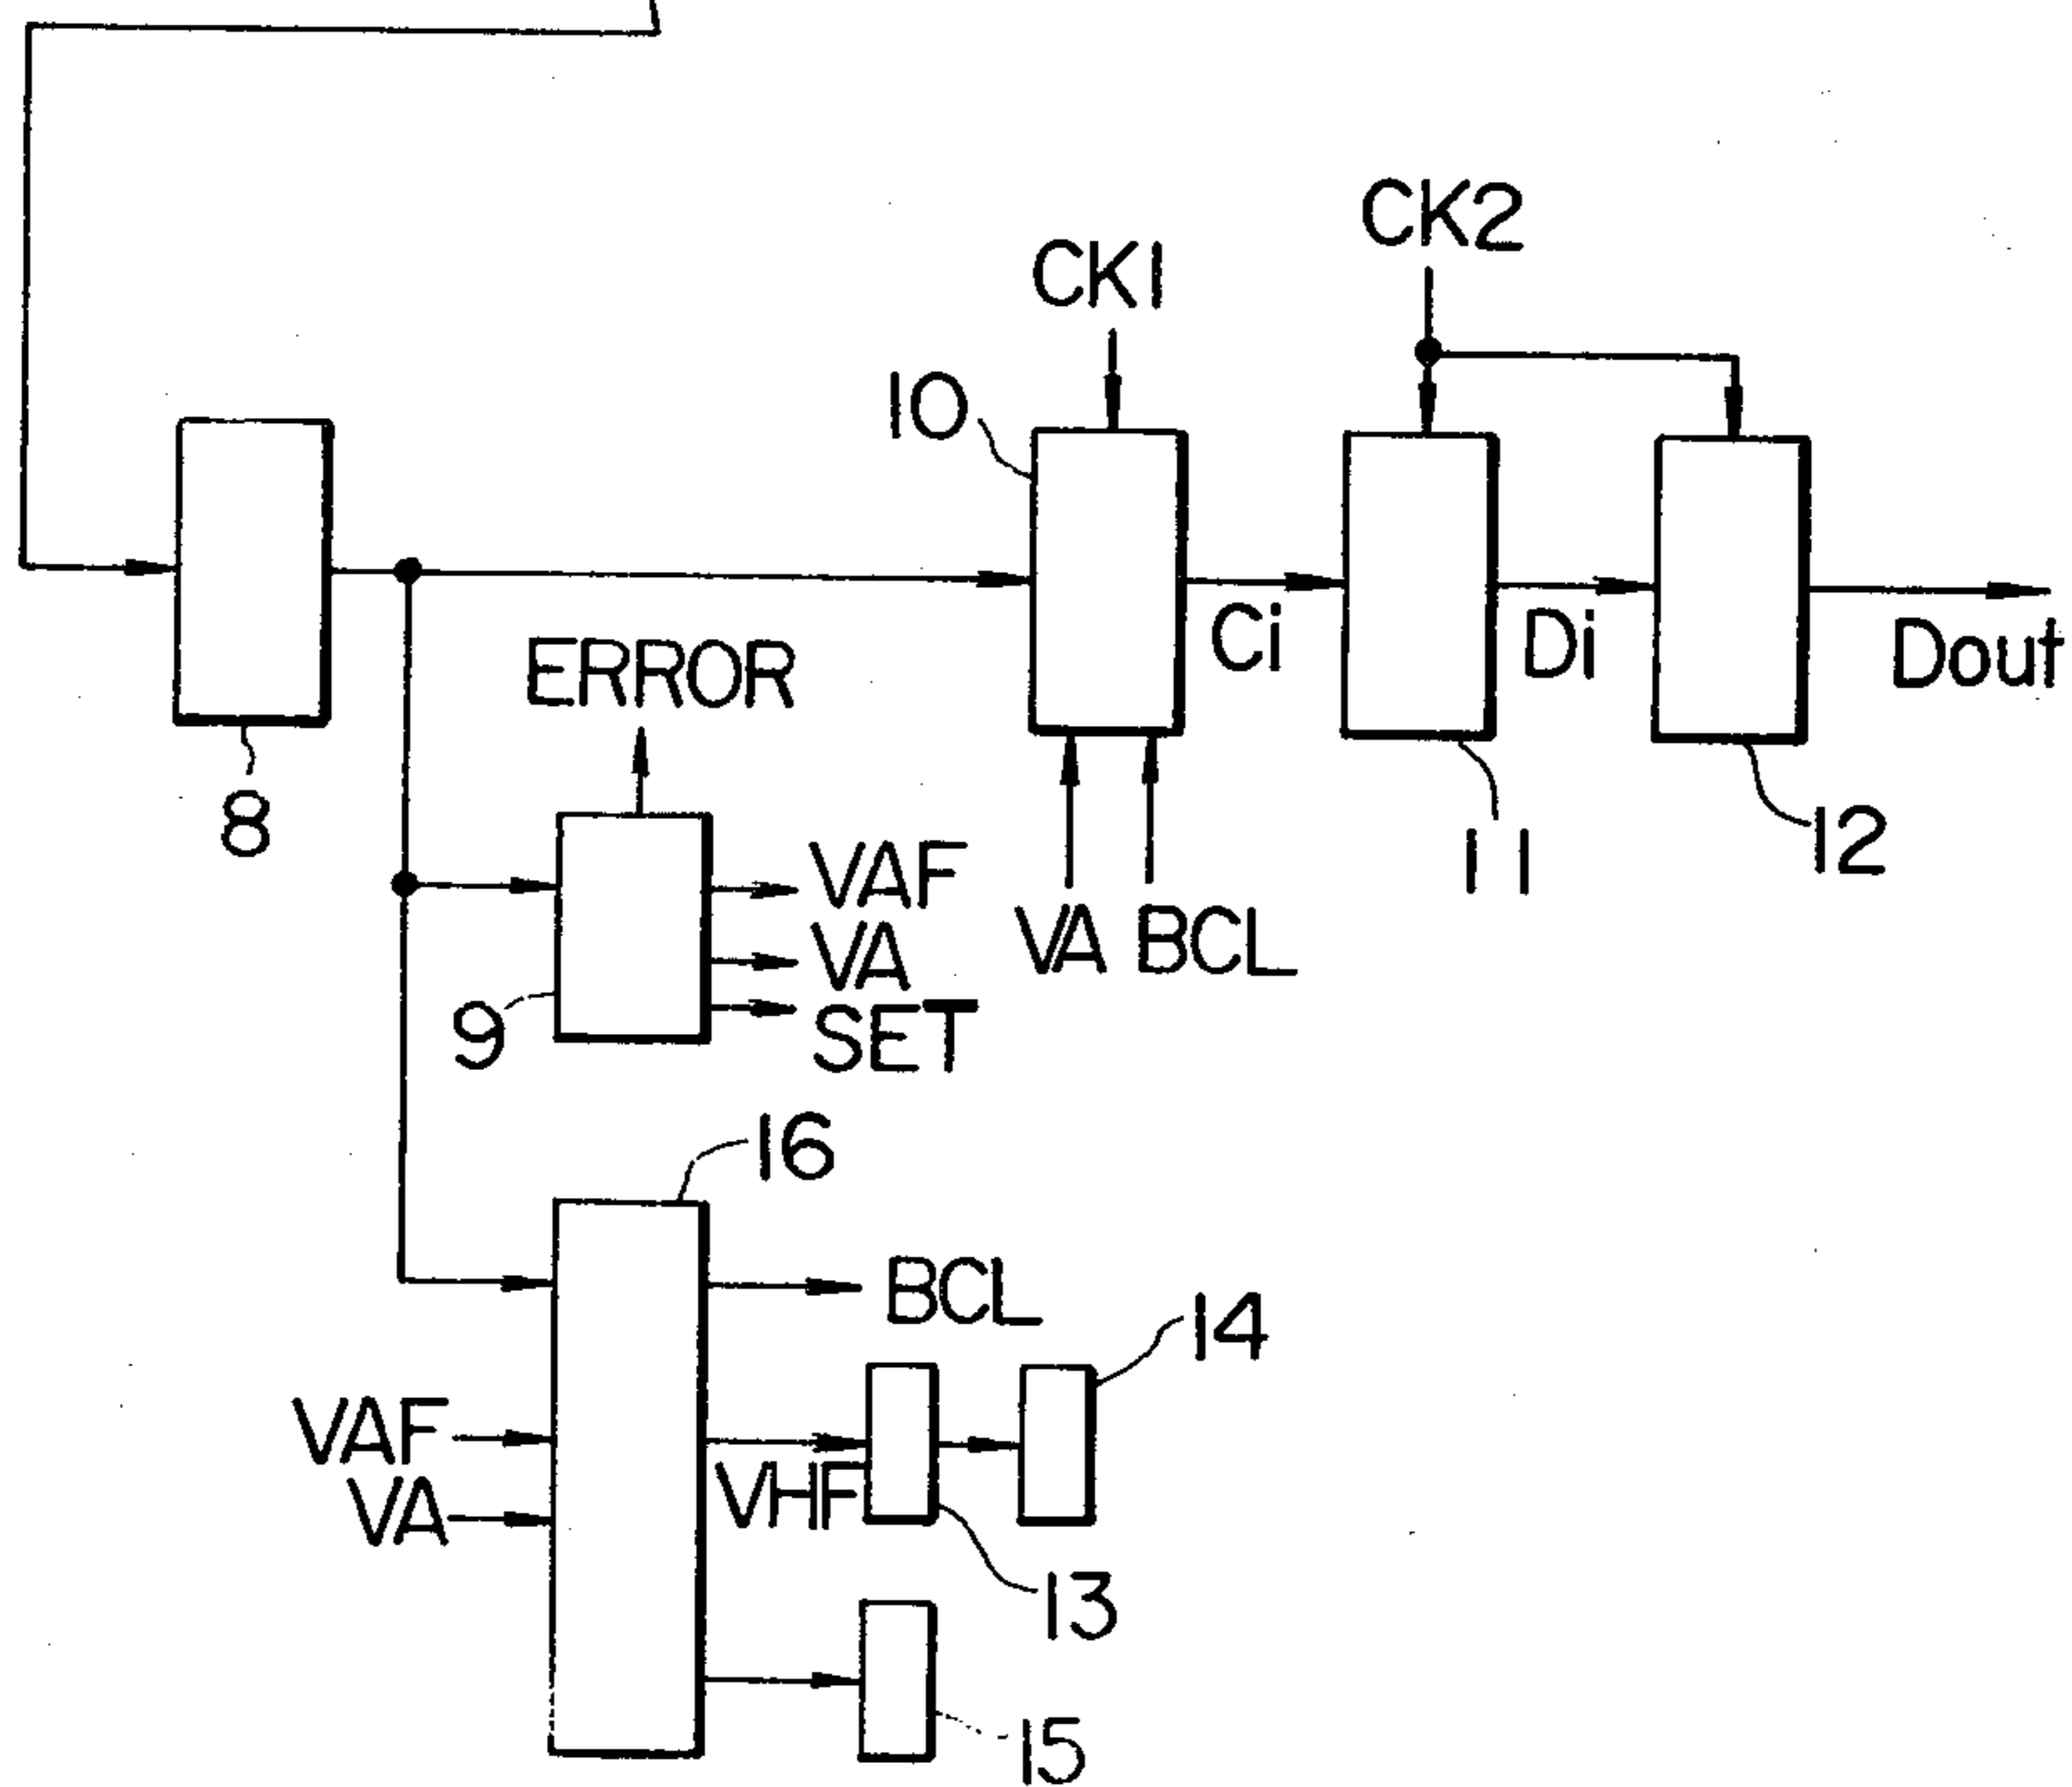 CK2
CK1
10
Ci
Di
Dout
ERROR
8
12
11
VAF
VA
SET
VA BCL
9
16
BCL
14
VAF
VA
VHF
13
15